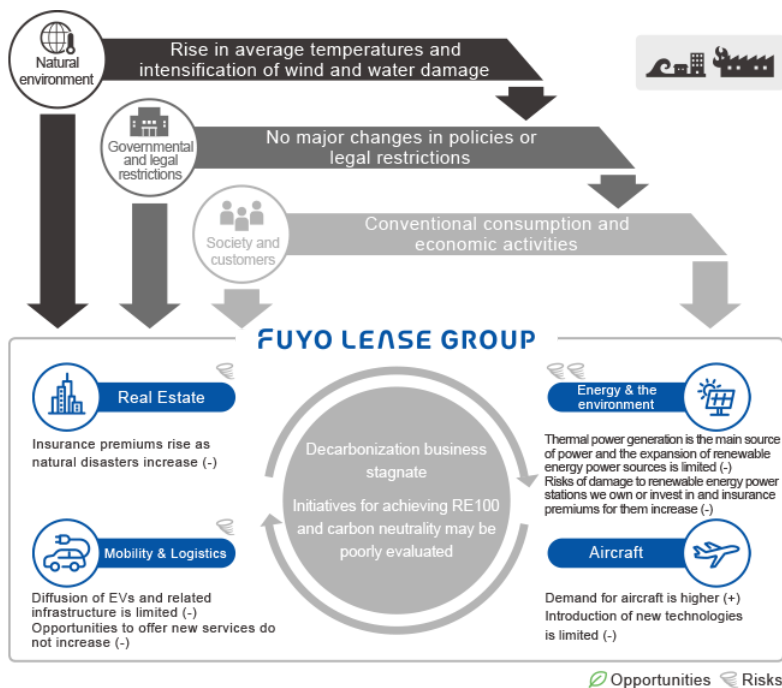 Natural
environment
Rise in average temperatures and
intensification of wind and water damage
Governmental
and legal
restrictions
No major changes in policies or
legal restrictions
Society and
customers
Conventional consumption and
economic activities
FUYO LEASE GROUP
Real Estate
Insurance premiums rise as
natural disasters increase (-)
Energy & the
environment
Thermal power generation is the main source
of power and the expansion of renewable
energy power sources is limited (-)
Risks of damage to renewable energy power
stations we own or invest in and insurance
premiums for them increase (-)
Decarbonization business
stagnate
Initiatives for achieving RE100
and carbon neutrality may be
poorly evaluated
Mobility & Logistics
Diffusion of EVs and related
infrastructure is limited (-)
Opportunities to offer new services do
not increase (-)
Aircraft
Demand for aircraft is higher (+)
Introduction of new technologies
is limited (-)
Opportunities
Risks